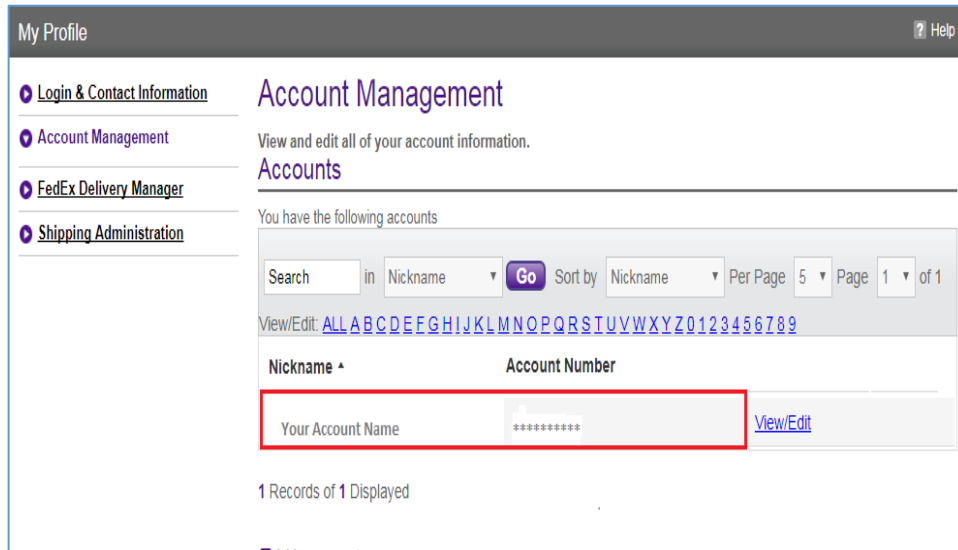 My Profile
? Help
Login & Contact Information
Account Management
FedEx Delivery Manager
Shipping Administration
Account Management
View and edit all of your account information.
Accounts
You have the following accounts
Search in Nickname Go Sort by Nickname Per Page 5 Page 1 of 1
View/Edit: ALL A B C D E F G H I J K L M N O P Q R S T U V W X Y Z 0 1 2 3 4 5 6 7 8 9
Nickname Account Number
Your Account Name ********** View/Edit
1 Records of 1 Displayed